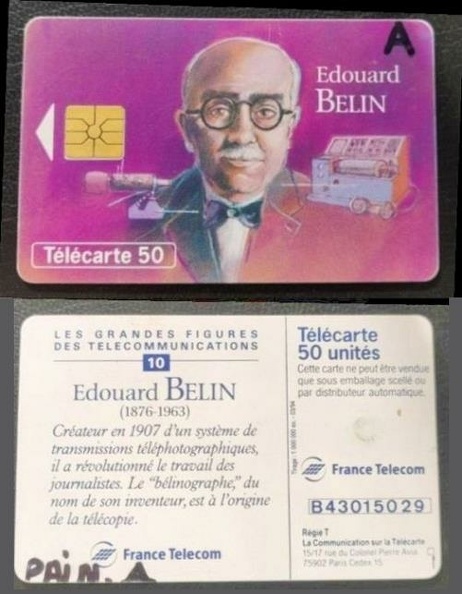 A
Edouard
BELIN
Télécarte 50
LES GRANDES FIGURES
DES TELECOMMUNICATIONS
10
Edouard BELIN
(1876-1963)
Créateur en 1907 d'un système de
transmissions téléphotographiques,
il a révolutionné le travail des
journalistes. Le "bélinographe," du
nom de son inventeur, est à l'origine
de la télécopie.
France Telecom
PAIN. A
Télécarte
50 unités
Cette carte ne peut être vendue
que sous emballage scellé ou
par distributeur automatique.
France Telecom
B43015029
Régie T
La Communication sur la Télécarte
15/17 rue du Colonel Pierre Avia
75902 Paris Cedex 15